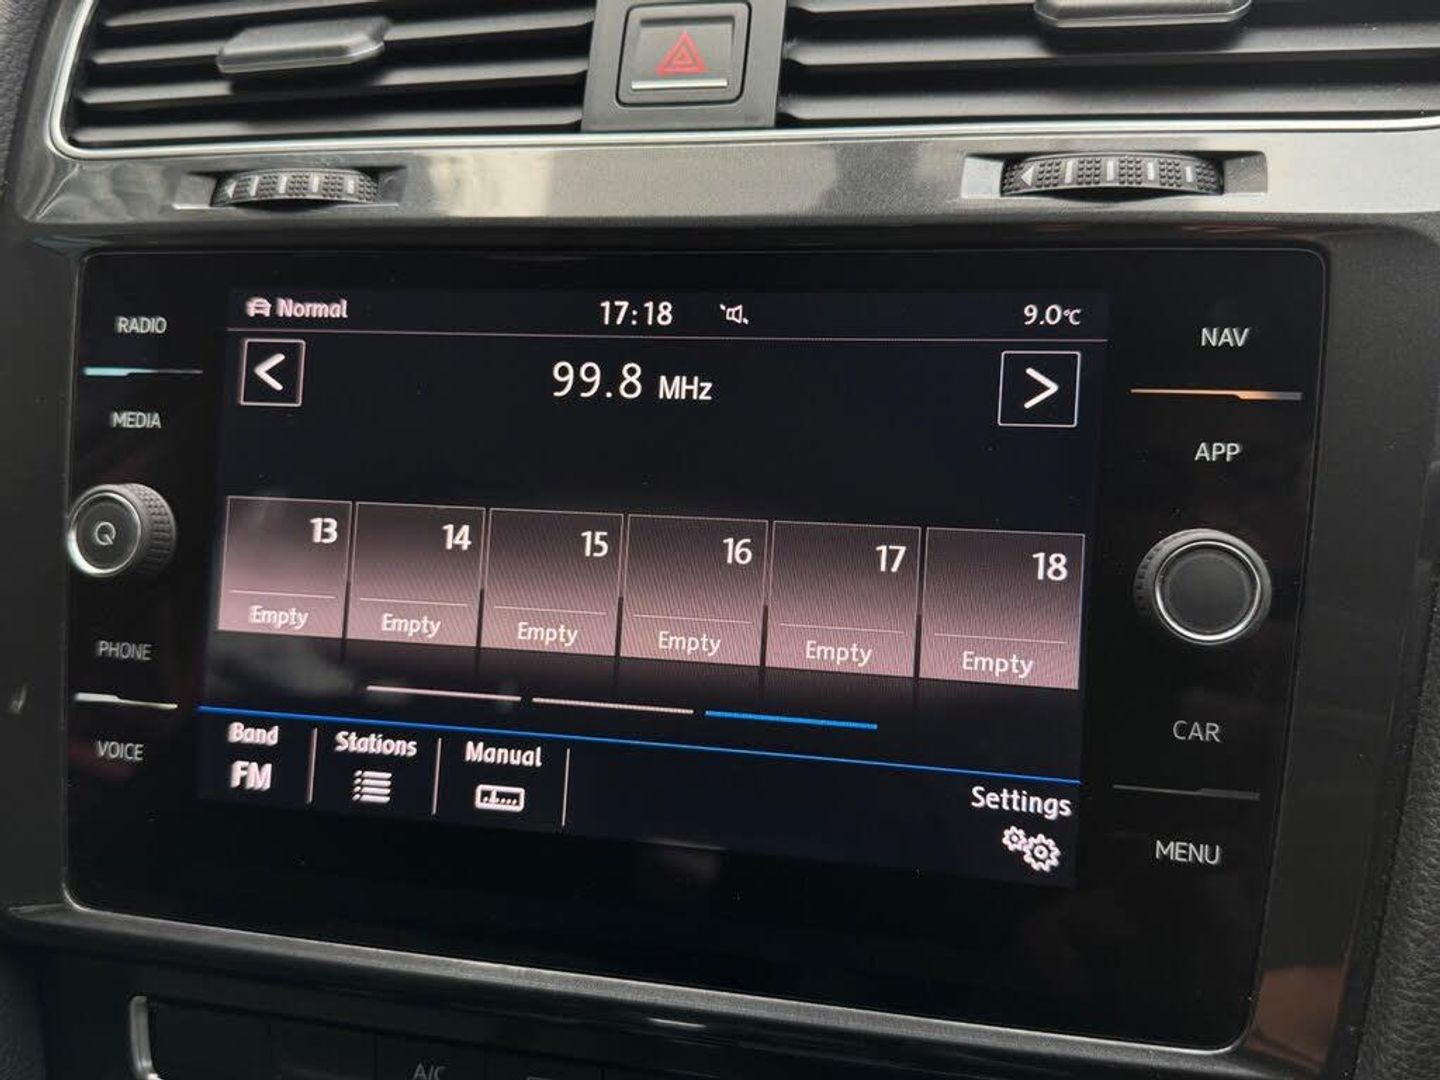 Normal 17:18 9.0°C
RADIO
NAV
99.8 MHz
MEDIA
APP
13 14 15 16 17 18
Empty Empty Empty Empty Empty Empty
PHONE
CAR
VOICE
Band Stations Manual
FM
Settings
MENU
A/C